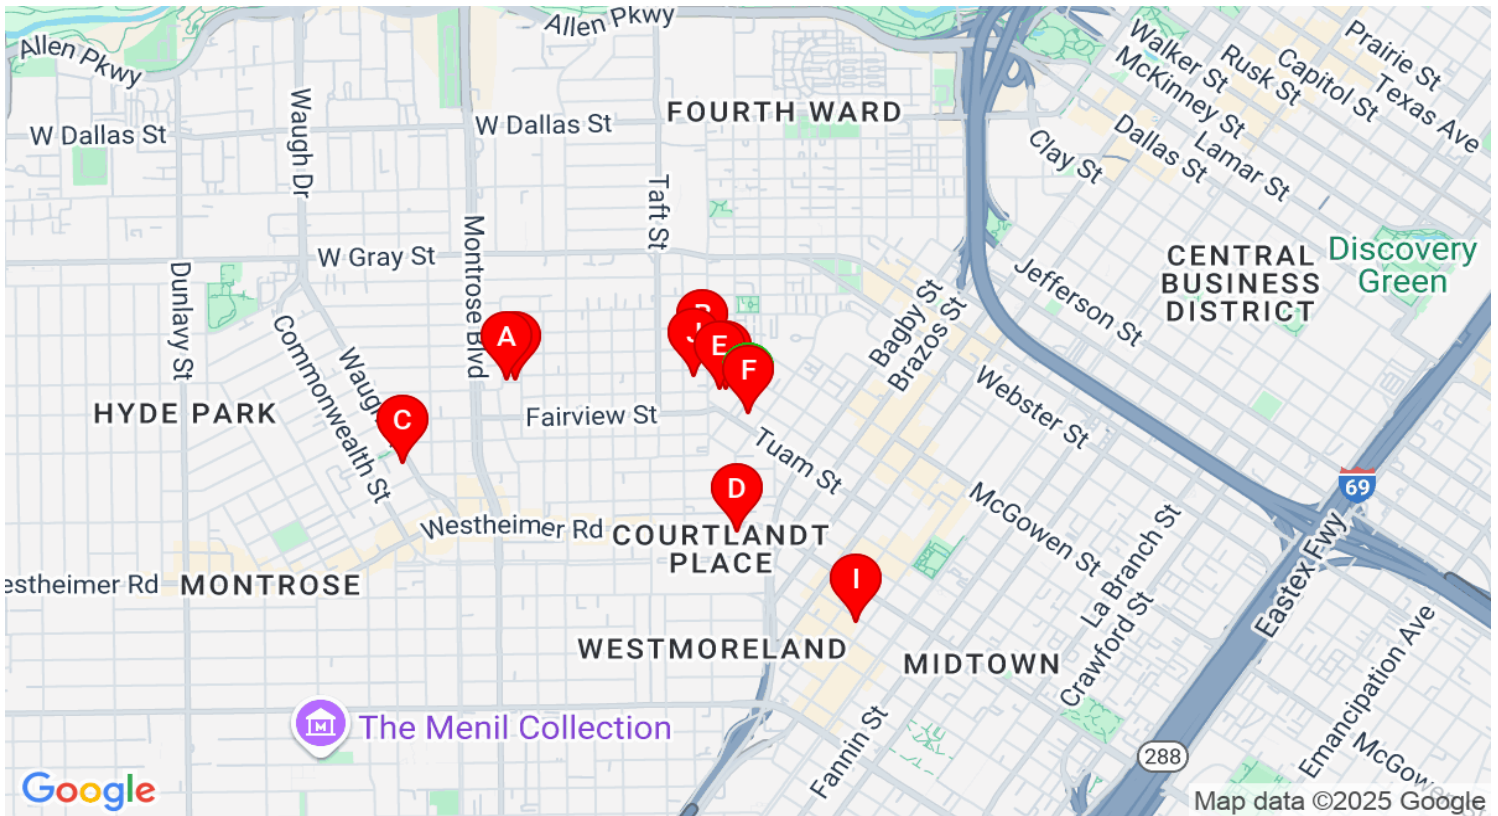 Allen Pkwy
Allen Pkwy
Walker St
McKinney St
Rusk St
Capitol St
Prairie St
Texas Ave
FOURTH WARD
W Dallas St
W Dallas St
Waugh Dr
Clay St
Dallas St
Lamar St
Taft St
Montrose Blvd
W Gray St
Dunlavy St
Commonwealth St
Waugh
CENTRAL
BUSINESS
DISTRICT
Discovery
Green
Jefferson St
Bagby St
Brazos St
A
J
E
F
C
HYDE PARK
Fairview St
Tuam St
Webster St
D
McGowen St
La Branch St
Crawford St
69
Eastex Fwy
Westheimer Rd
COURTLANDT
PLACE
I
estheimer Rd
MONTROSE
WESTMORELAND
MIDTOWN
Emancipation Ave
McGowen
The Menil Collection
M
Fannin St
288
Google
Map data ©2025 Google